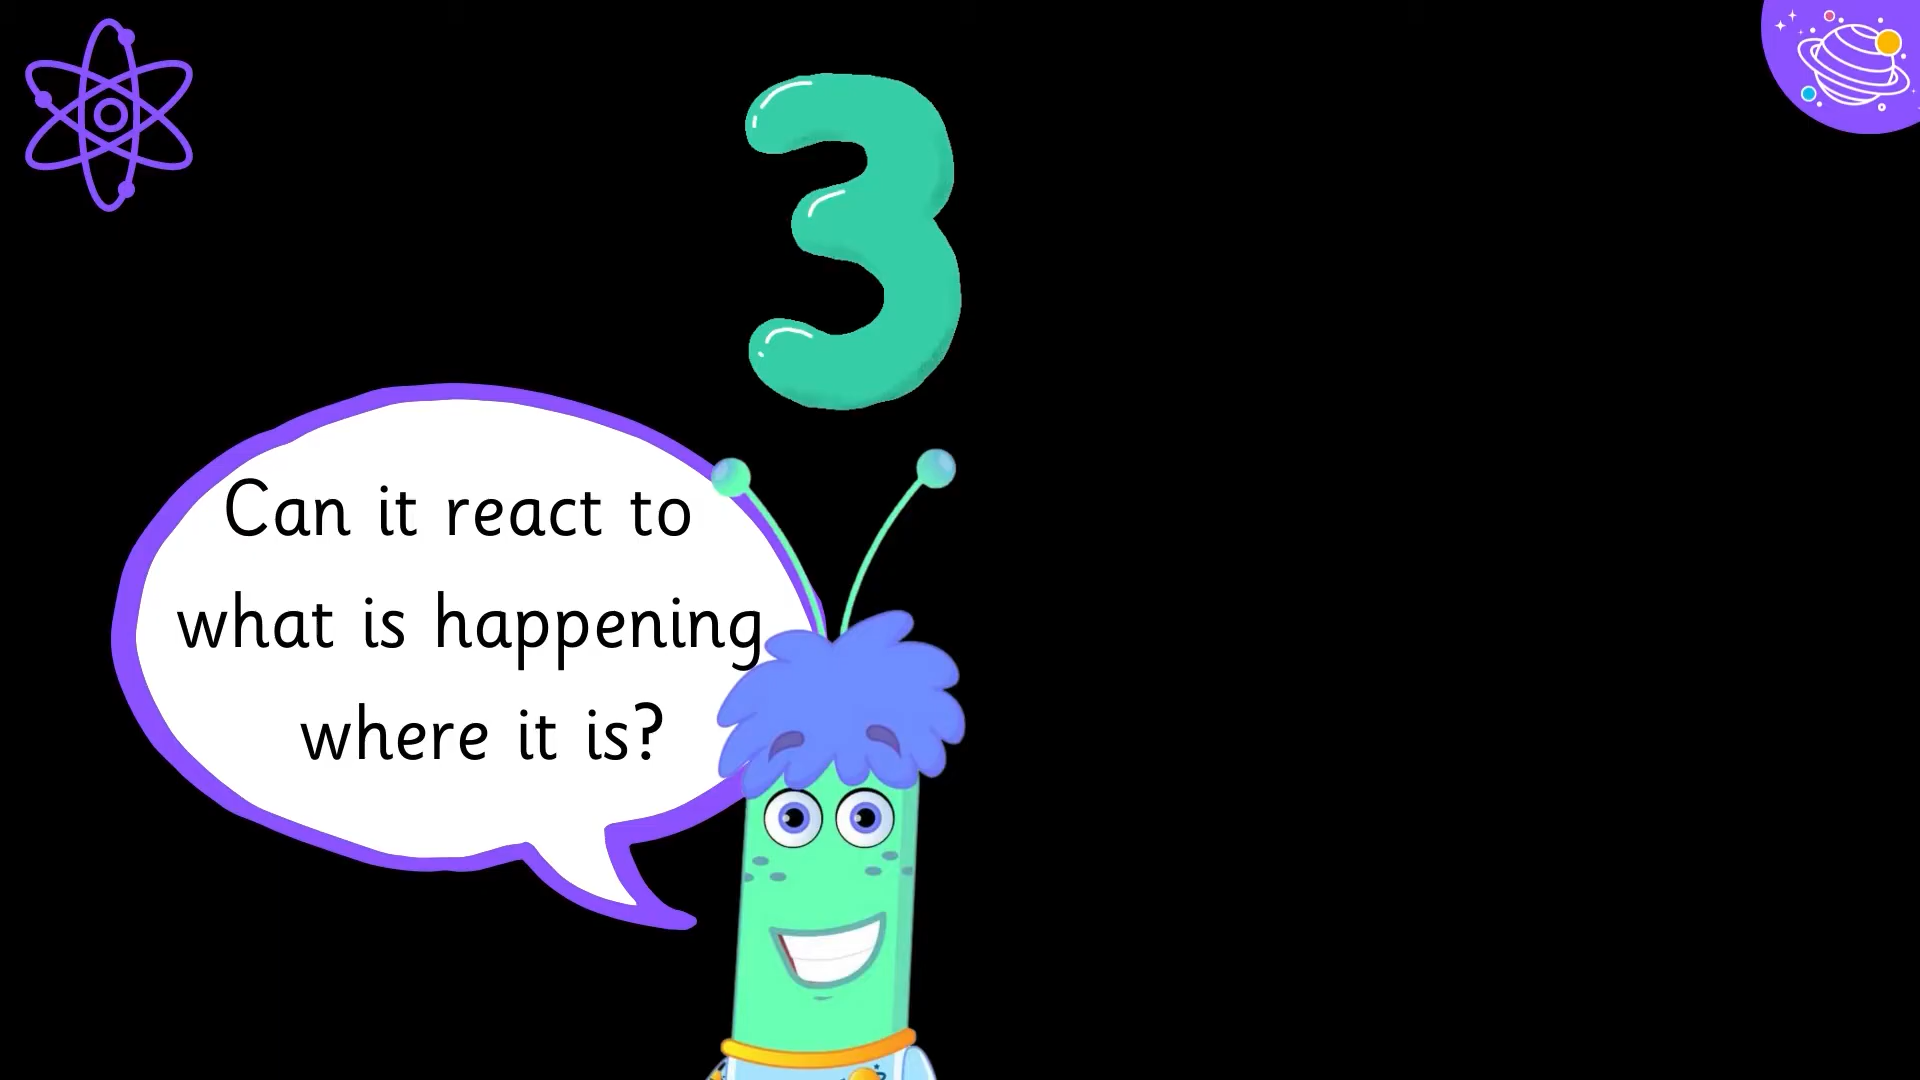 3
Can it react to
what is happening
where it is?